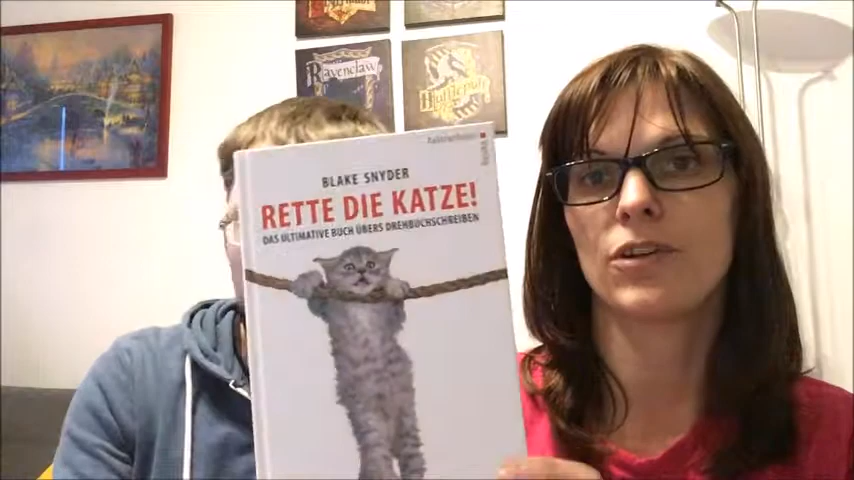 Ravenclaw
Hufflepuff
BLAKE SNYDER
RETTE DIE KATZE!
DAS ULTIMATIVE BUCH ÜBERS DREHBUCHSCHREIBEN